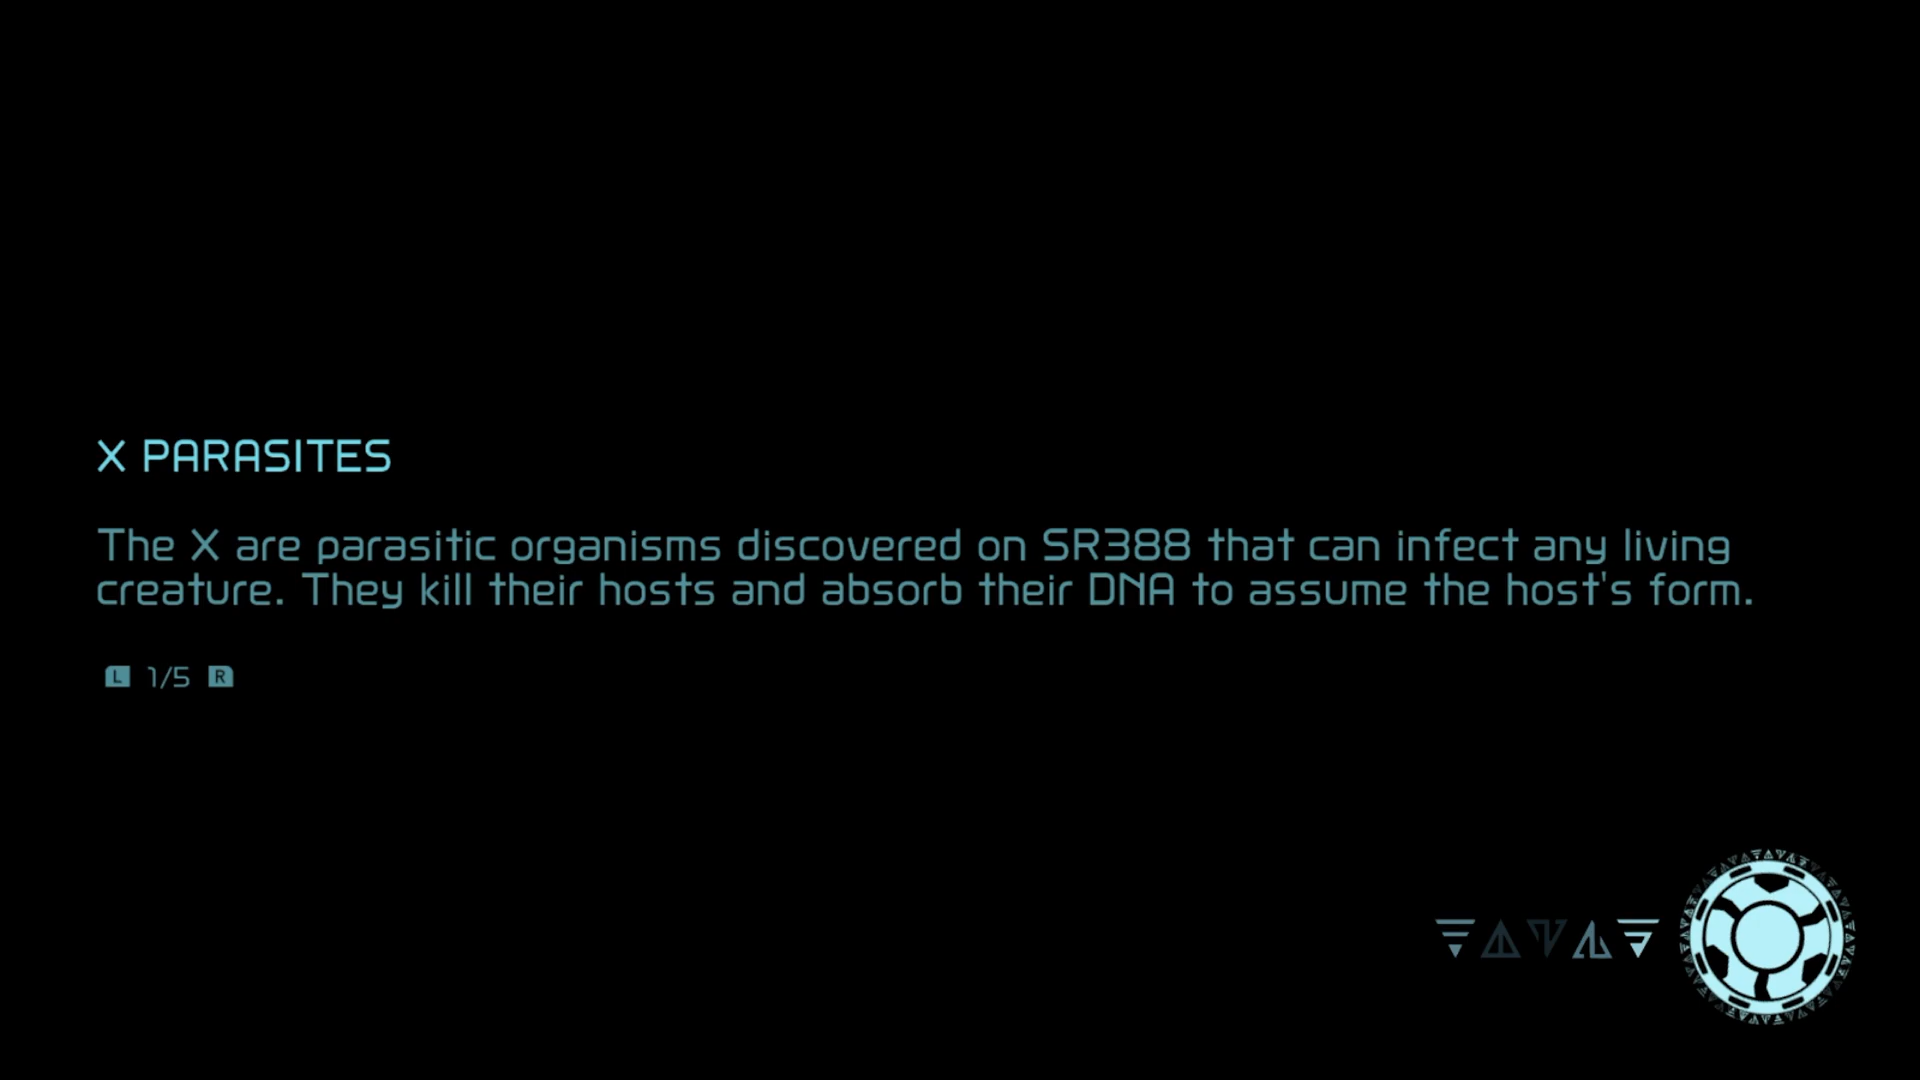 X PARASITES
The X are parasitic organisms discovered on SR388 that can infect any living
creature. They kill their hosts and absorb their DNA to assume the host's form.
L 1/5 R